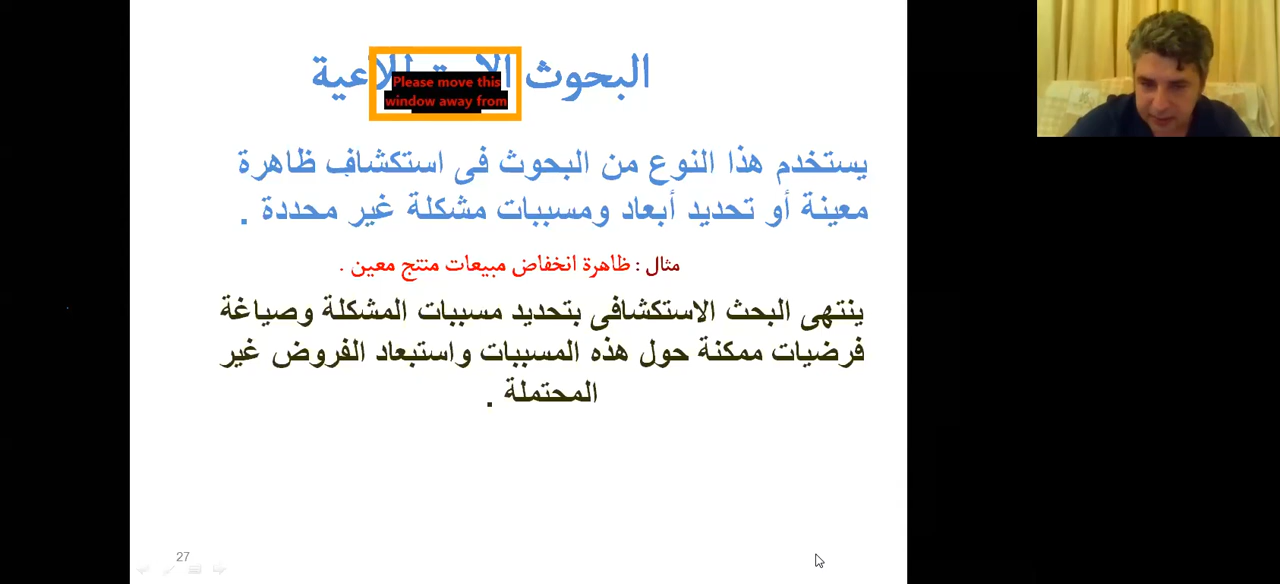 البحوث
Please move this
window away from
يستخدم هذا النوع من البحوث فى استكشاف ظاهرة
معينة أو تحديد أبعاد ومسببات مشكلة غير محددة .
مثال : ظاهرة انخفاض مبيعات منتج معين .
ينتهى البحث الاستكشافى بتحديد مسببات المشكلة وصياغة
فرضيات ممكنة حول هذه المسببات واستبعاد الفروض غير
المحتملة .
27